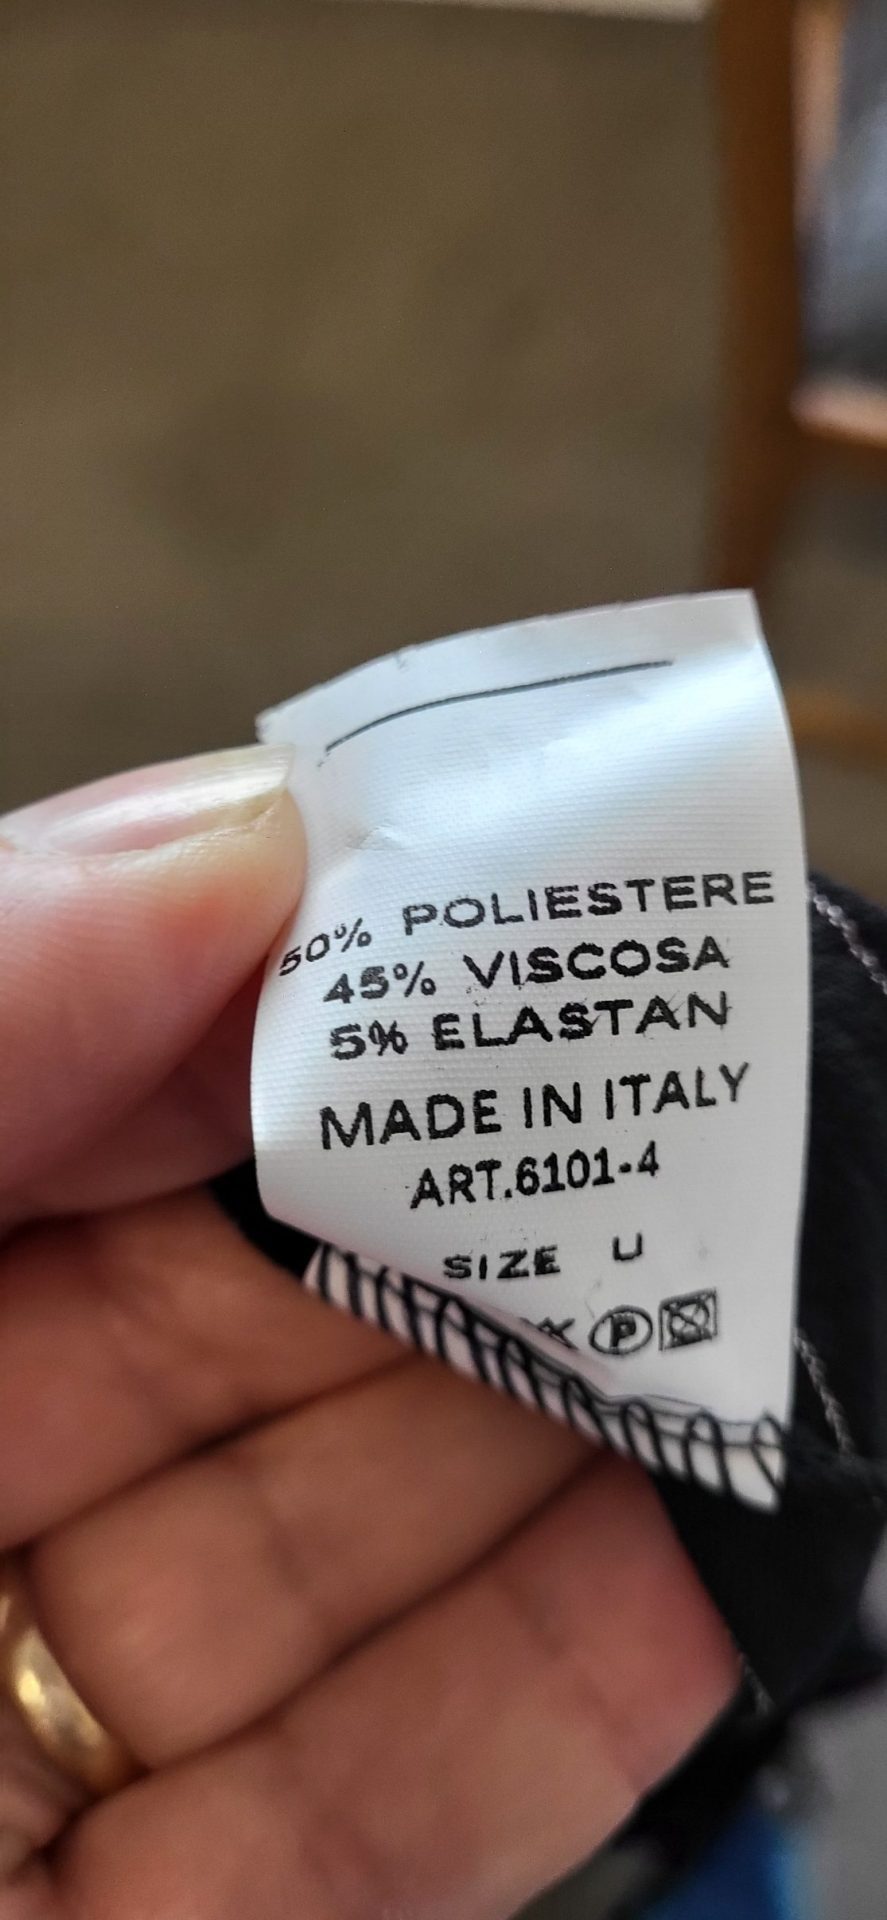 50% POLIESTERE
45% VISCOSA
5% ELASTAN
MADE IN ITALY
ART.6101-4
SIZE U
P